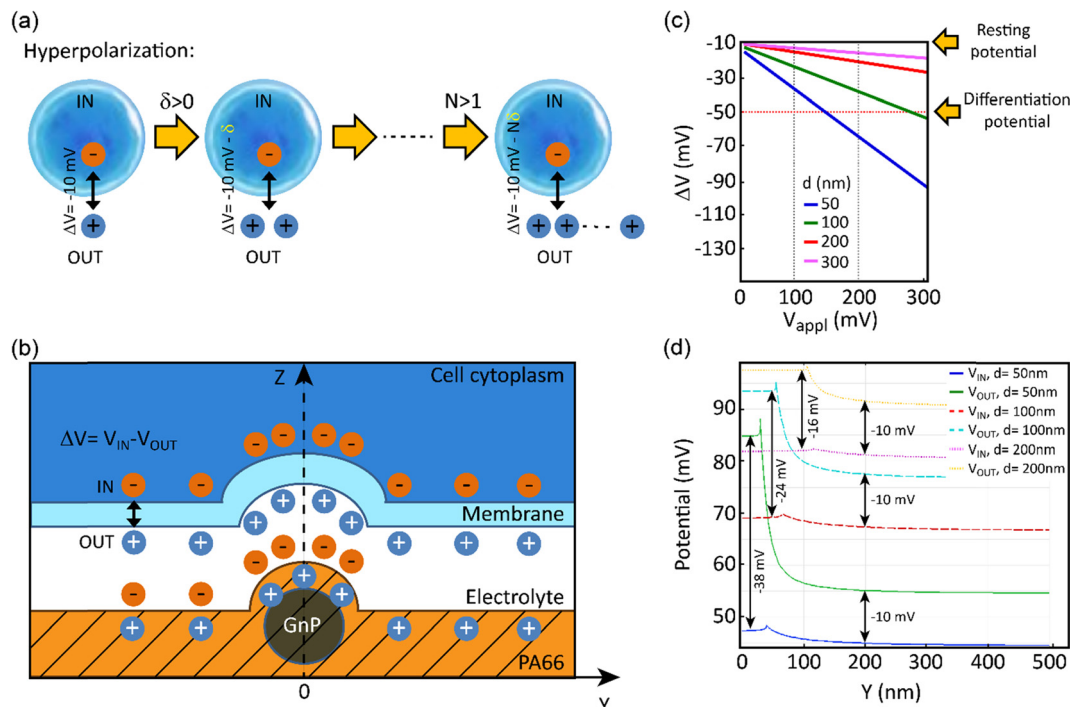 (a)
Hyperpolarization:
IN
δ>0
IN
N>1
IN
-
-
-
ΔV= -10 mV
ΔV= -10 mV - δ
ΔV= -10 mV - Nδ
+
+ +
+ + +
OUT
OUT
OUT
(b)
Z
Cell cytoplasm
ΔV= V_IN-V_OUT
- - - -
IN
- - - - -
Membrane
+ + + +
OUT
+ + + + + + +
- - - -
- -
Electrolyte
+ + +
+ + + + +
GnP
PA66
0
Y
(c)
-10
-30
-50
-70
-90
-110
-130
ΔV (mV)
d (nm)
50
100
200
300
0 100 200 300
V_appl (mV)
Resting
potential
Differentiation
potential
(d)
V_IN, d= 50nm
V_OUT, d= 50nm
V_IN, d= 100nm
V_OUT, d= 100nm
V_IN, d= 200nm
V_OUT, d= 200nm
90
80
70
60
50
Potential (mV)
-16 mV
-10 mV
-24 mV
-10 mV
-38 mV
-10 mV
0 100 200 300 400 500
Y (nm)